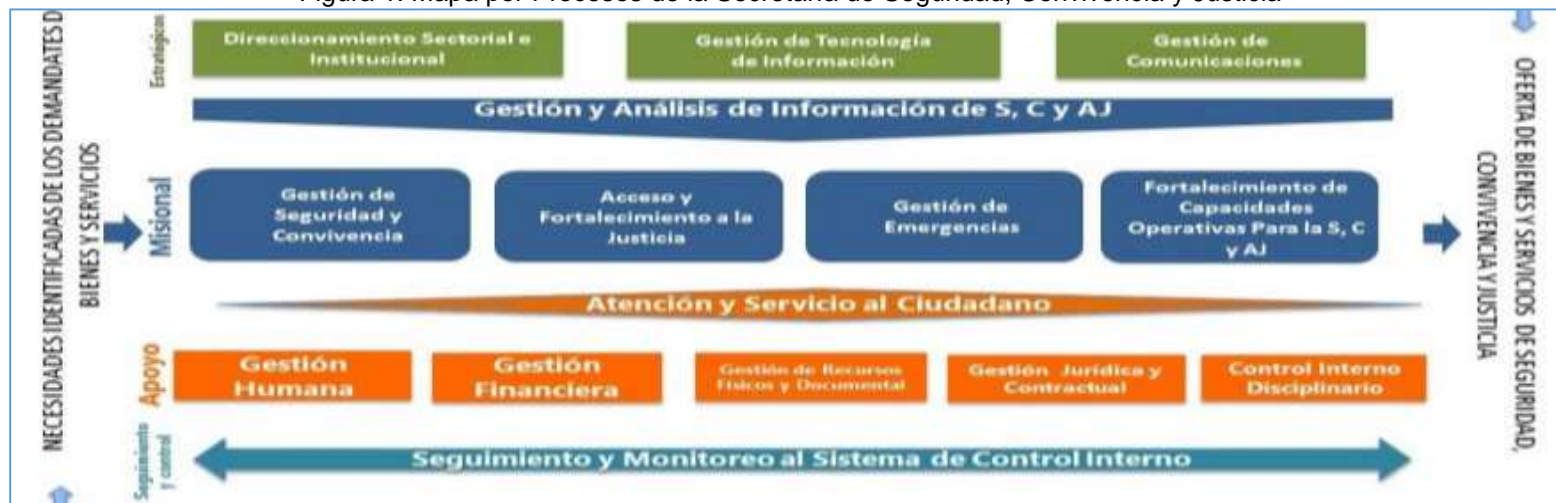 Figura 1. Mapa por Procesos de la Secretaría de Seguridad, Convivencia y Justicia
Estratégicos
Direccionamiento Sectorial e
Institucional
Gestión de Tecnología
de Información
Gestión de
Comunicaciones
Gestión y Análisis de Información de S, C y AJ
NECESIDADES IDENTIFICADAS DE LOS DEMANDATES D
BIENES Y SERVICIOS
Misional
Gestión de
Seguridad y
Convivencia
Acceso y
Fortalecimiento a la
Justicia
Gestión de
Emergencias
Fortalecimiento de
Capacidades
Operativas Para la S, C
y AJ
OFERTA DE BIENES Y SERVICIOS DE SEGURIDAD,
CONVIVENCIA Y JUSTICIA
Atención y Servicio al Ciudadano
Apoyo
Gestión
Humana
Gestión
Financiera
Gestión de Recursos
Físicos y Documental
Gestión Jurídica y
Contractual
Control Interno
Disciplinario
Seguimiento
y control
Seguimiento y Monitoreo al Sistema de Control Interno